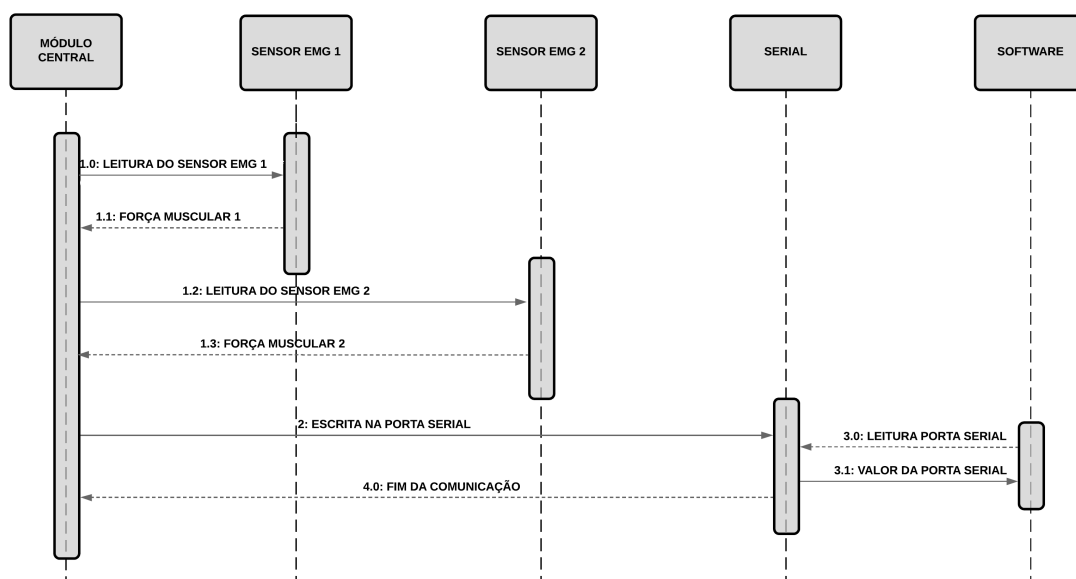 MÓDULO
CENTRAL
SENSOR EMG 1
SENSOR EMG 2
SERIAL
SOFTWARE
1.0: LEITURA DO SENSOR EMG 1
1.1: FORÇA MUSCULAR 1
1.2: LEITURA DO SENSOR EMG 2
1.3: FORÇA MUSCULAR 2
2: ESCRITA NA PORTA SERIAL
3.0: LEITURA PORTA SERIAL
3.1: VALOR DA PORTA SERIAL
4.0: FIM DA COMUNICAÇÃO